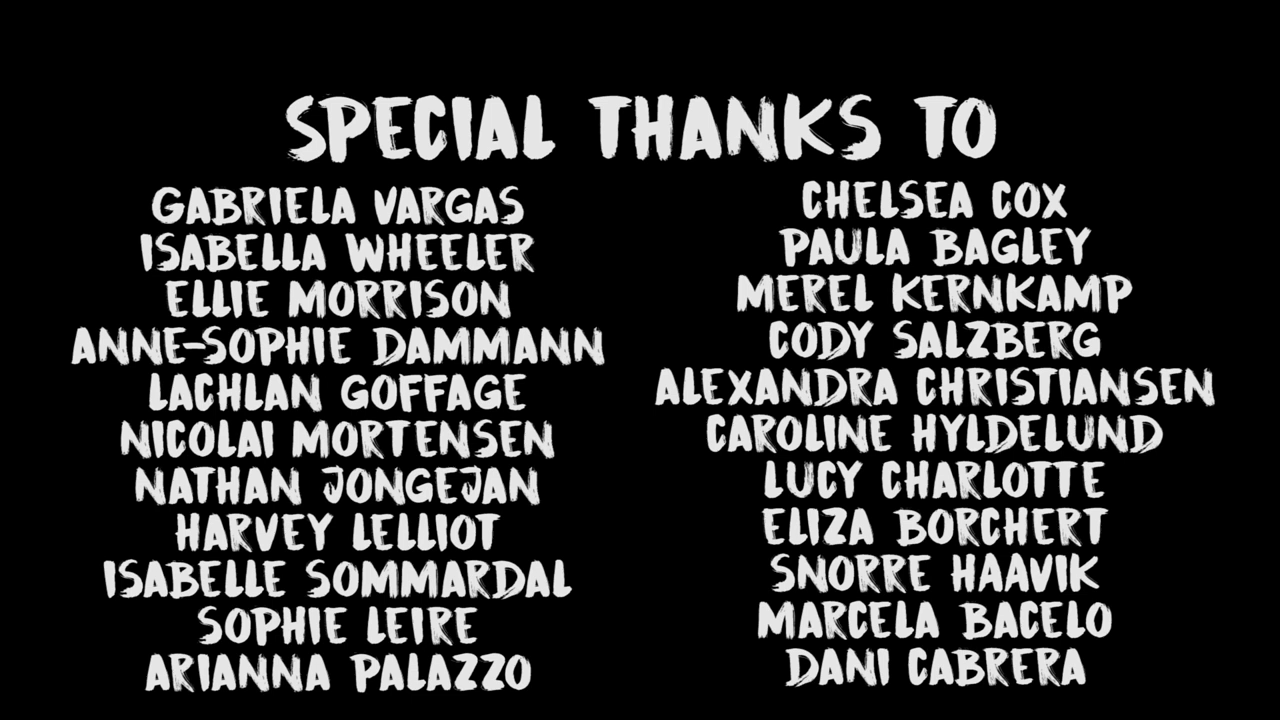 SPECIAL THANKS TO
GABRIELA VARGAS
ISABELLA WHEELER
ELLIE MORRISON
ANNE-SOPHIE DAMMANN
LACHLAN GOFFAGE
NICOLAI MORTENSEN
NATHAN JONGEJAN
HARVEY LELLIOT
ISABELLE SOMMARDAL
SOPHIE LEIRE
ARIANNA PALAZZO
CHELSEA COX
PAULA BAGLEY
MEREL KERNKAMP
CODY SALZBERG
ALEXANDRA CHRISTIANSEN
CAROLINE HYLDELUND
LUCY CHARLOTTE
ELIZA BORCHERT
SNORRE HAAVIK
MARCELA BACELO
DANI CABRERA